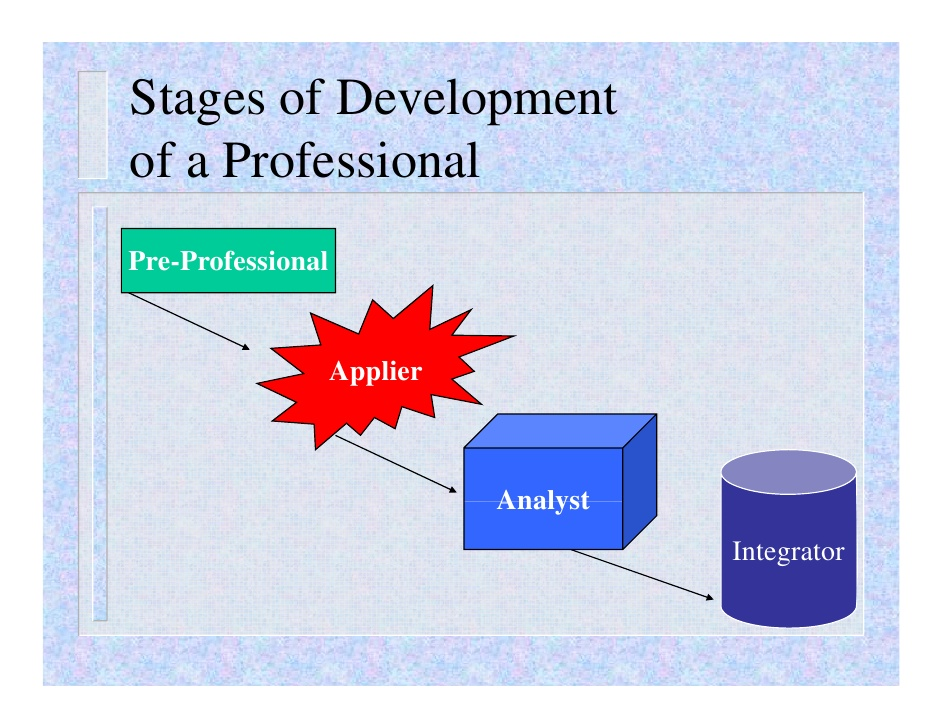 Stages of Development
of a Professional
Pre-Professional
Applier
Analyst
Integrator